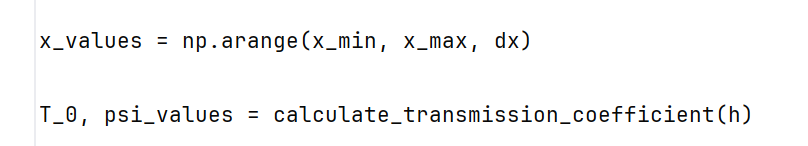 x_values = np.arange(x_min, x_max, dx)
T_0, psi_values = calculate_transmission_coefficient(h)